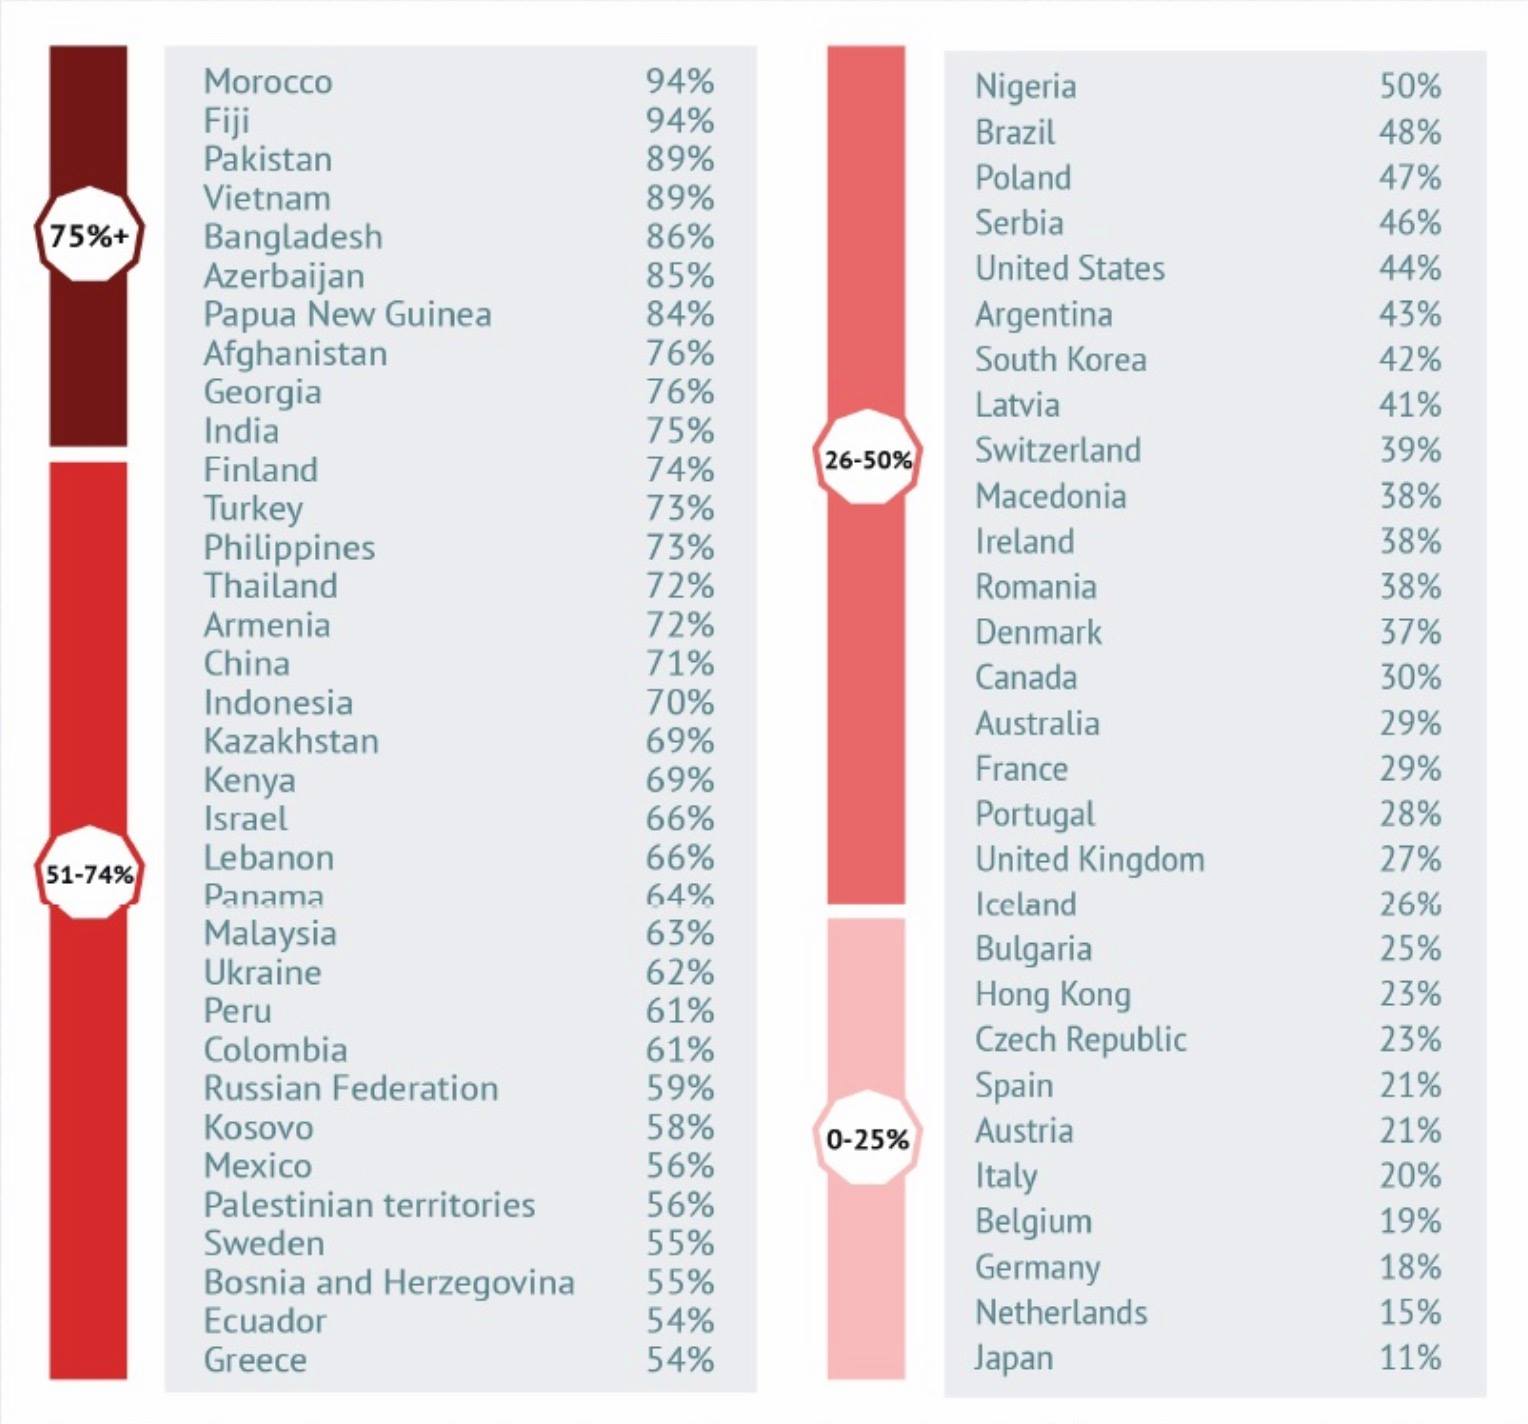 75%+
Morocco 94%
Fiji 94%
Pakistan 89%
Vietnam 89%
Bangladesh 86%
Azerbaijan 85%
Papua New Guinea 84%
Afghanistan 76%
Georgia 76%
India 75%
51-74%
Finland 74%
Turkey 73%
Philippines 73%
Thailand 72%
Armenia 72%
China 71%
Indonesia 70%
Kazakhstan 69%
Kenya 69%
Israel 66%
Lebanon 66%
Panama 64%
Malaysia 63%
Ukraine 62%
Peru 61%
Colombia 61%
Russian Federation 59%
Kosovo 58%
Mexico 56%
Palestinian territories 56%
Sweden 55%
Bosnia and Herzegovina 55%
Ecuador 54%
Greece 54%
26-50%
Nigeria 50%
Brazil 48%
Poland 47%
Serbia 46%
United States 44%
Argentina 43%
South Korea 42%
Latvia 41%
Switzerland 39%
Macedonia 38%
Ireland 38%
Romania 38%
Denmark 37%
Canada 30%
Australia 29%
France 29%
Portugal 28%
United Kingdom 27%
Iceland 26%
0-25%
Bulgaria 25%
Hong Kong 23%
Czech Republic 23%
Spain 21%
Austria 21%
Italy 20%
Belgium 19%
Germany 18%
Netherlands 15%
Japan 11%